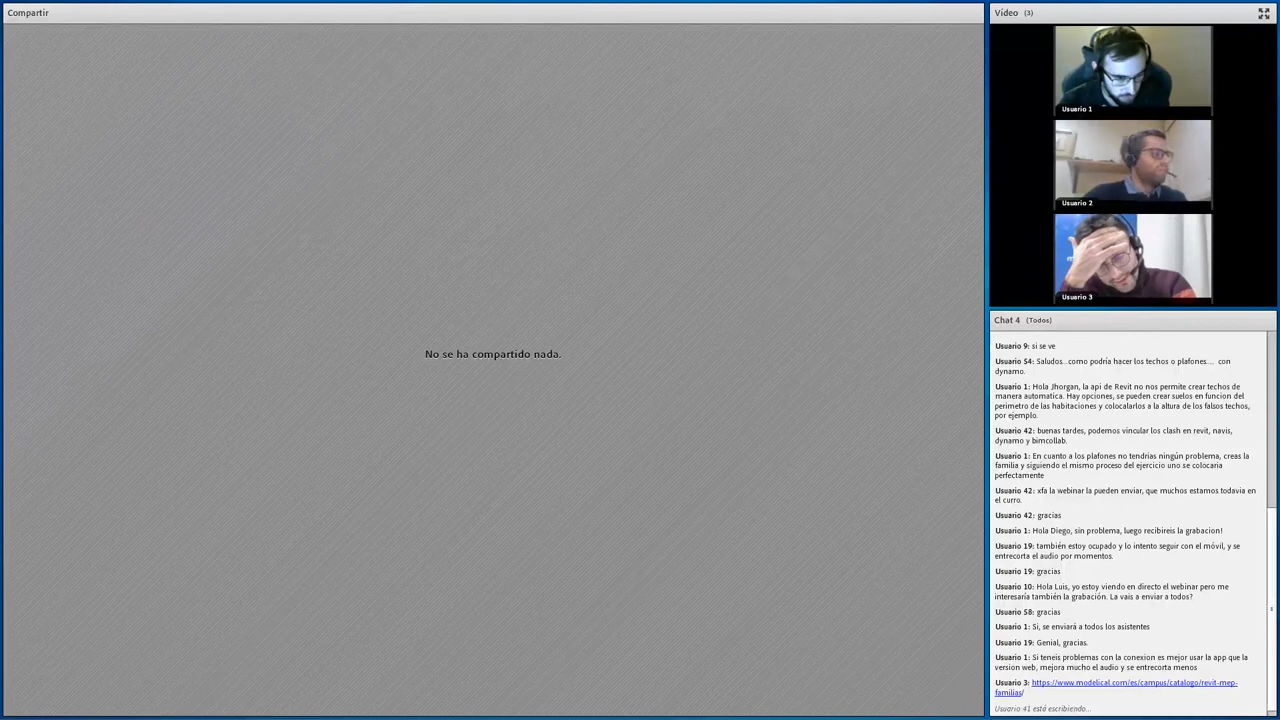 Compartir
No se ha compartido nada.
Vídeo (3)
Usuario 1
Usuario 2
Usuario 3
Chat 4 (Todos)
Usuario 9: si se ve
Usuario 54: Saludos...como podría hacer los techos o plafones.... con
dynamo.
Usuario 1: Hola Jhorgan, la api de Revit no nos permite crear techos de
manera automatica. Hay opciones, se pueden crear suelos en funcion del
perimetro de las habitaciones y colocalarlos a la altura de los falsos techos,
por ejemplo.
Usuario 42: buenas tardes, podemos vincular los clash en revit, navis,
dynamo y bimcollab.
Usuario 1: En cuanto a los plafones no tendrias ningún problema, creas la
familia y siguiendo el mismo proceso del ejercicio uno se colocaria
perfectamente
Usuario 42: xfa la webinar la pueden enviar, que muchos estamos todavia en
el curro.
Usuario 42: gracias
Usuario 1: Hola Diego, sin problema, luego recibireis la grabacion!
Usuario 19: también estoy ocupado y lo intento seguir con el móvil, y se
entrecorta el audio por momentos.
Usuario 19: gracias
Usuario 10: Hola Luis, yo estoy viendo en directo el webinar pero me
interesaría también la grabación. La vais a enviar a todos?
Usuario 58: gracias
Usuario 1: Si, se enviará a todos los asistentes
Usuario 19: Genial, gracias.
Usuario 1: Si teneis problemas con la conexion es mejor usar la app que la
version web, mejora mucho el audio y se entrecorta menos
Usuario 3: https://www.modelical.com/es/campus/catalogo/revit-mep-
familias/
Usuario 41 está escribiendo...